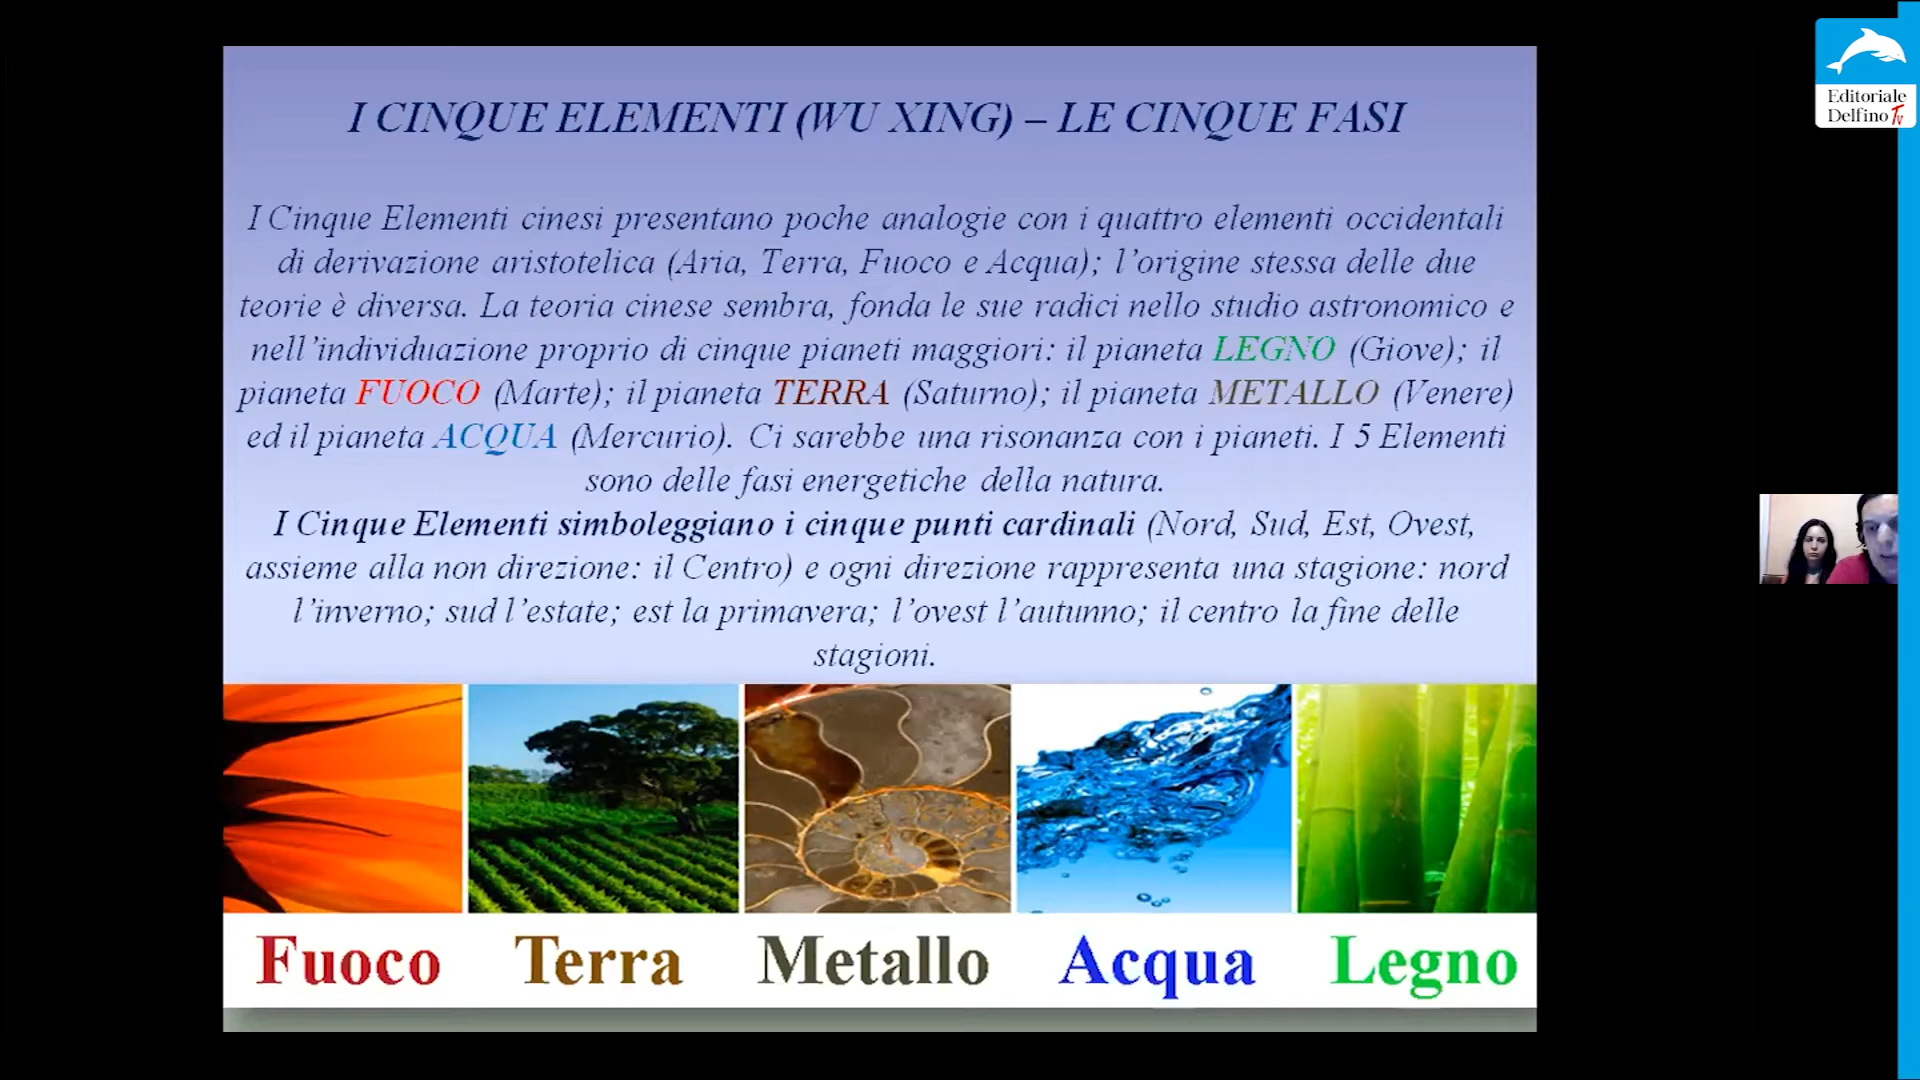 I CINQUE ELEMENTI (WU XING) – LE CINQUE FASI
I Cinque Elementi cinesi presentano poche analogie con i quattro elementi occidentali
di derivazione aristotelica (Aria, Terra, Fuoco e Acqua); l’origine stessa delle due
teorie è diversa. La teoria cinese sembra, fonda le sue radici nello studio astronomico e
nell’individuazione proprio di cinque pianeti maggiori: il pianeta LEGNO (Giove); il
pianeta FUOCO (Marte); il pianeta TERRA (Saturno); il pianeta METALLO (Venere)
ed il pianeta ACQUA (Mercurio). Ci sarebbe una risonanza con i pianeti. I 5 Elementi
sono delle fasi energetiche della natura.
I Cinque Elementi simboleggiano i cinque punti cardinali (Nord, Sud, Est, Ovest,
assieme alla non direzione: il Centro) e ogni direzione rappresenta una stagione: nord
l’inverno; sud l’estate; est la primavera; l’ovest l’autunno; il centro la fine delle
stagioni.
Fuoco Terra Metallo Acqua Legno
Editoriale
Delfino Tv